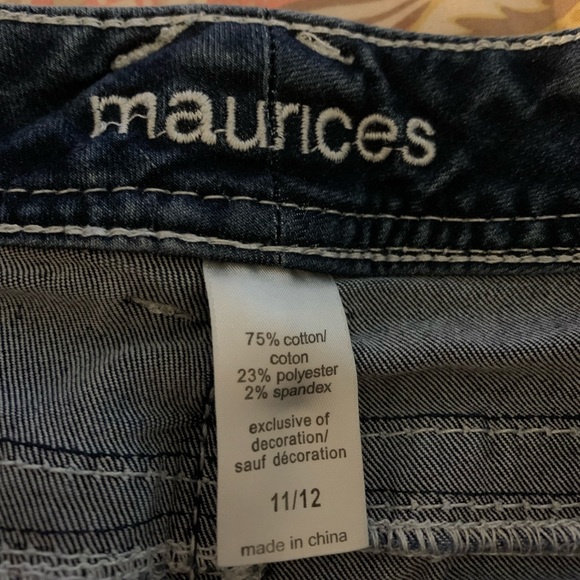 maurices
75% cotton/
coton
23% polyester
2% spandex
exclusive of
decoration/
sauf décoration
11/12
made in china